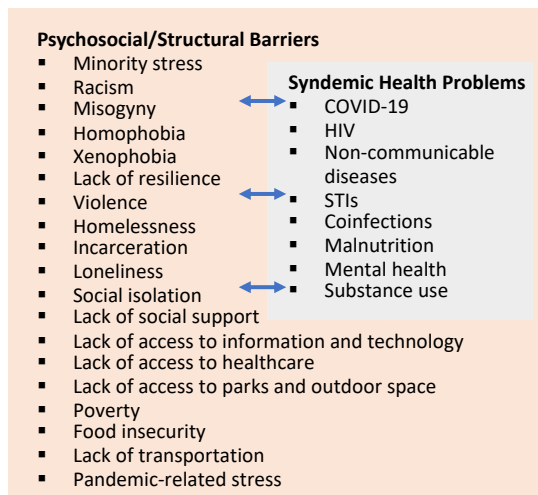 Psychosocial/Structural Barriers
▪ Minority stress
▪ Racism
▪ Misogyny
▪ Homophobia
▪ Xenophobia
▪ Lack of resilience
▪ Violence
▪ Homelessness
▪ Incarceration
▪ Loneliness
▪ Social isolation
▪ Lack of social support
▪ Lack of access to information and technology
▪ Lack of access to healthcare
▪ Lack of access to parks and outdoor space
▪ Poverty
▪ Food insecurity
▪ Lack of transportation
▪ Pandemic-related stress
Syndemic Health Problems
▪ COVID-19
▪ HIV
▪ Non-communicable
diseases
▪ STIs
▪ Coinfections
▪ Malnutrition
▪ Mental health
▪ Substance use